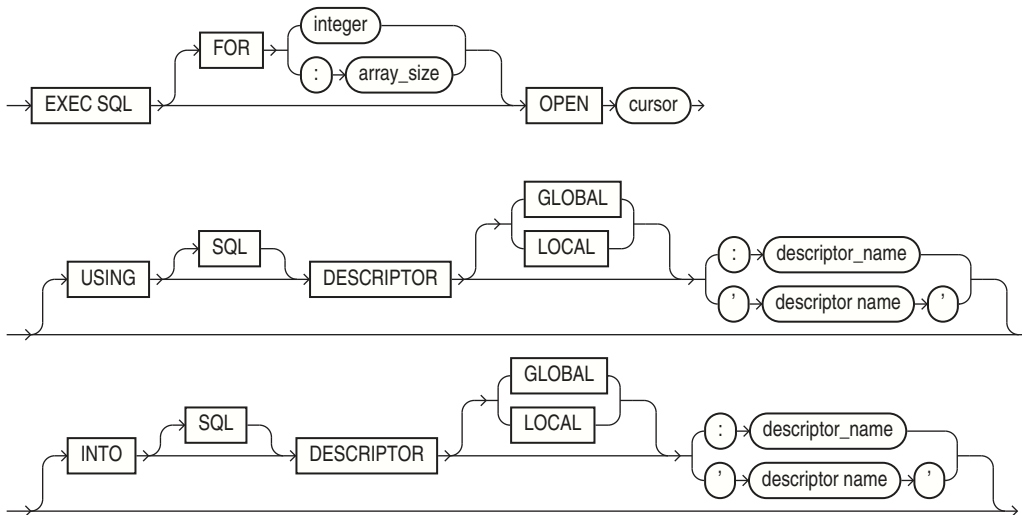 integer
FOR
: array_size
EXEC SQL OPEN cursor
GLOBAL
SQL LOCAL : descriptor_name
USING DESCRIPTOR ' descriptor name '
GLOBAL
SQL LOCAL : descriptor_name
INTO DESCRIPTOR ' descriptor name '